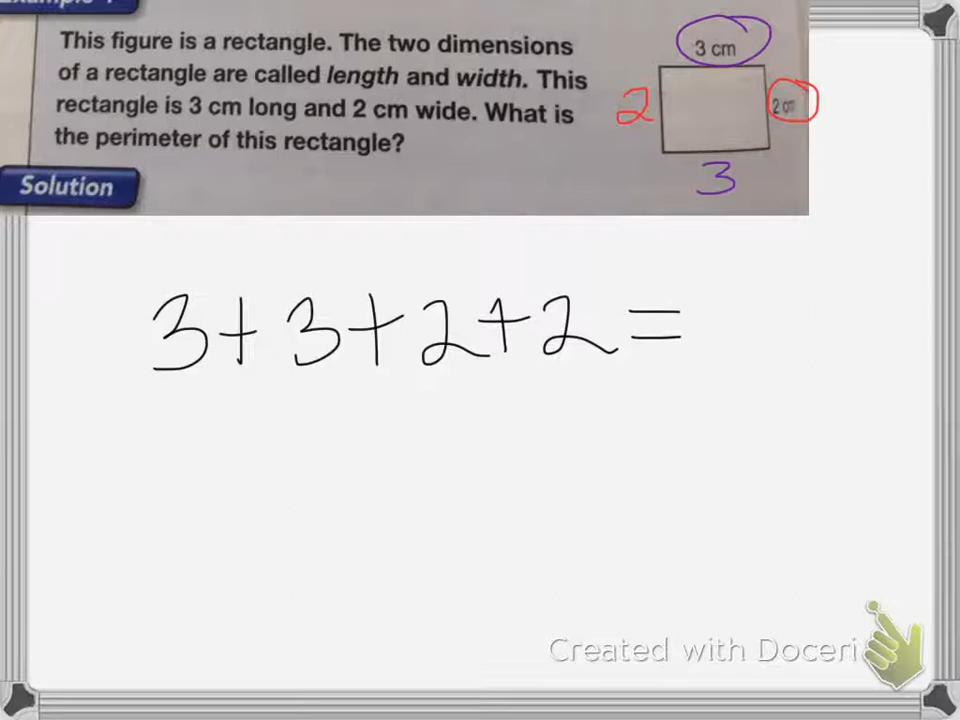 This figure is a rectangle. The two dimensions
of a rectangle are called length and width. This
rectangle is 3 cm long and 2 cm wide. What is
the perimeter of this rectangle?
3 cm
2
2 cm
3
Solution
3+3+2+2=
Created with Doceri